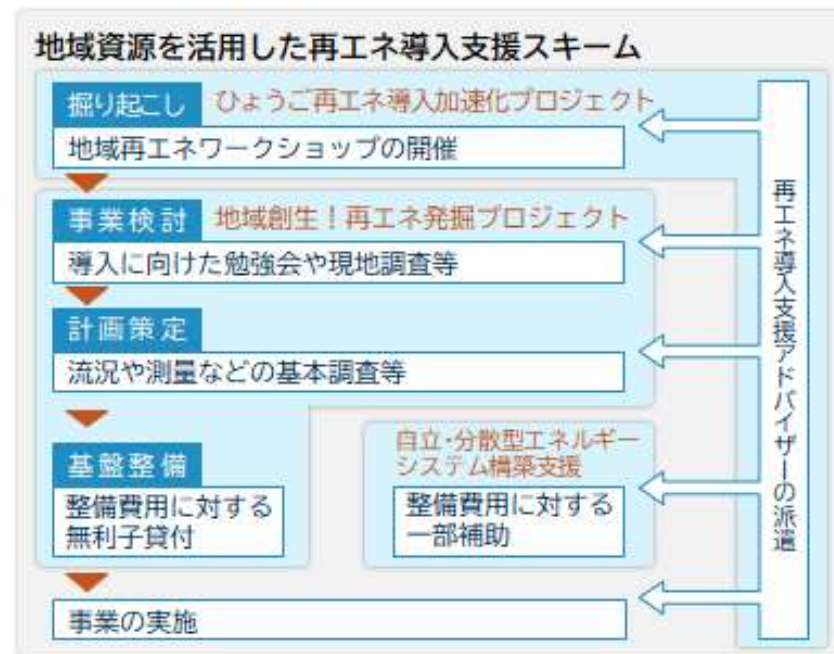 地域資源を活用した再エネ導入支援スキーム
掘り起こし
ひょうご再エネ導入加速化プロジェクト
地域再エネワークショップの開催
事業検討
地域創生!再エネ発掘プロジェクト
導入に向けた勉強会や現地調査等
計画策定
流況や測量などの基本調査等
基盤整備
整備費用に対する
無利子貸付
自立・分散型エネルギー
システム構築支援
整備費用に対する
一部補助
事業の実施
再エネ導入支援アドバイザーの派遣